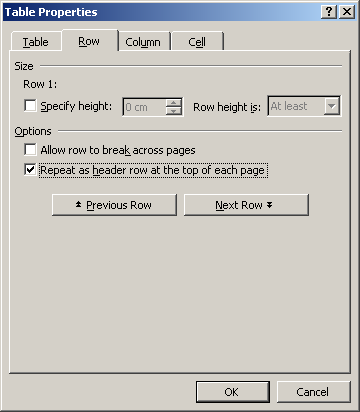 Table Properties
Table Row Column Cell
Size
Row 1:
Specify height: 0 cm Row height is: At least
Options
Allow row to break across pages
Repeat as header row at the top of each page
Previous Row Next Row
OK Cancel